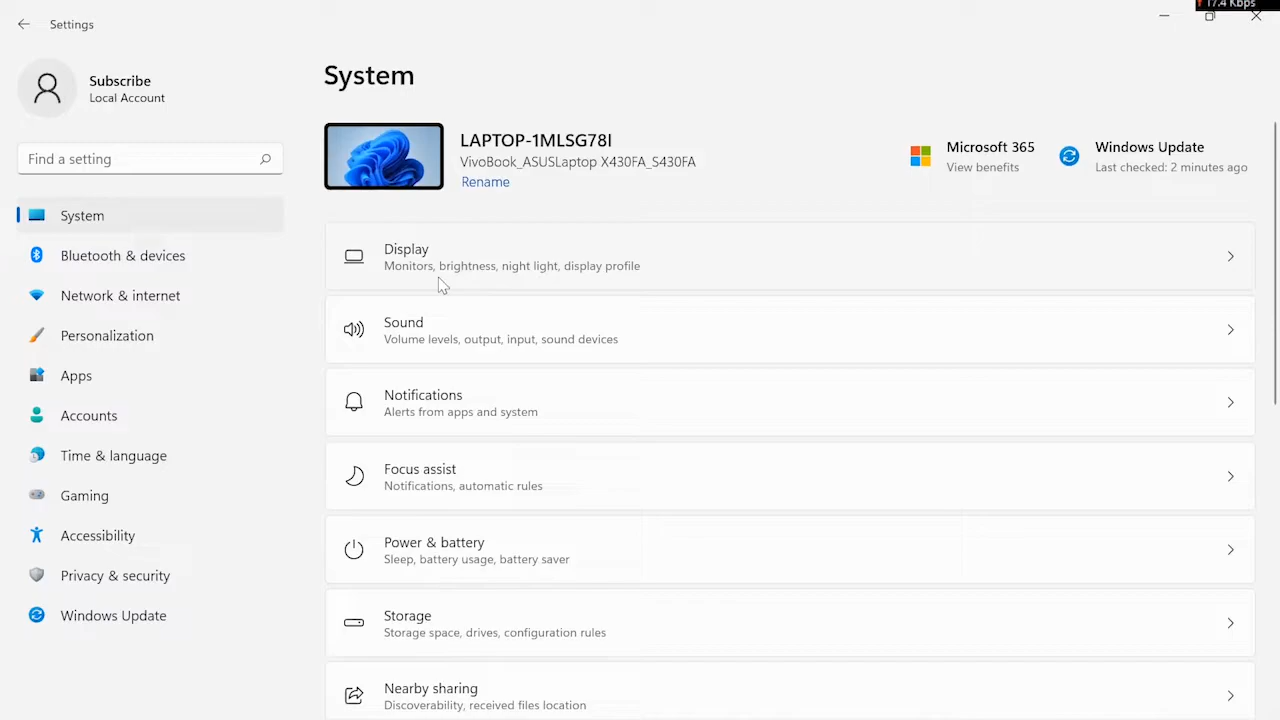 17.4 Kbps
Settings
Subscribe
Local Account
Find a setting
System
Bluetooth & devices
Network & internet
Personalization
Apps
Accounts
Time & language
Gaming
Accessibility
Privacy & security
Windows Update
System
LAPTOP-1MLSG78I
VivoBook_ASUSLaptop X430FA_S430FA
Rename
Microsoft 365
View benefits
Windows Update
Last checked: 2 minutes ago
Display
Monitors, brightness, night light, display profile
Sound
Volume levels, output, input, sound devices
Notifications
Alerts from apps and system
Focus assist
Notifications, automatic rules
Power & battery
Sleep, battery usage, battery saver
Storage
Storage space, drives, configuration rules
Nearby sharing
Discoverability, received files location